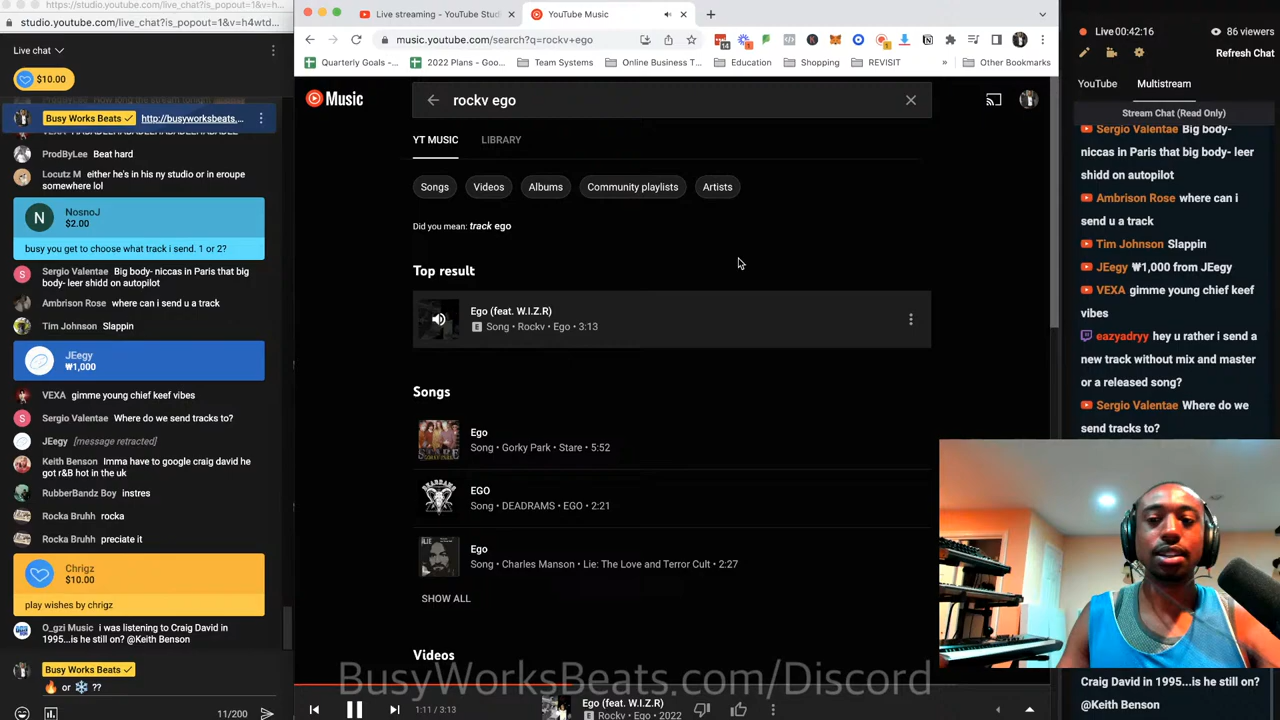 studio.youtube.com/live_chat?is_popout=1&v=h...
studio.youtube.com/live_chat?is_popout=1&v=h4wtd...
Live chat
$10.00
Busy Works Beats http://busyworksbeats....
ProdByLee Beat hard
Locutz M either he's in his ny studio or in eroupe
somewhere lol
N
NosnoJ
$2.00
busy you get to choose what track i send. 1 or 2?
S
Sergio Valentae Big body- niccas in Paris that big
body- leer shidd on autopilot
Ambrison Rose where can i send u a track
Tim Johnson Slappin
JEegy
₩1,000
VEXA gimme young chief keef vibes
S
Sergio Valentae Where do we send tracks to?
JEegy [message retracted]
Keith Benson Imma have to google craig david he
got r&B hot in the uk
RubberBandz Boy instres
Rocka Bruhh rocka
Rocka Bruhh preciate it
Chrigz
$10.00
play wishes by chrigz
O_gzi Music i was listening to Craig David in
1995...is he still on? @Keith Benson
Busy Works Beats
🔥 or ❄️ ??
11/200
Live streaming - YouTube Stud
YouTube Music
music.youtube.com/search?q=rockv+ego
14
1
1
Quarterly Goals -...
2022 Plans - Goo...
Team Systems
Online Business T...
Education
Shopping
REVISIT
»
Other Bookmarks
Music
rockv ego
YT MUSIC
LIBRARY
Songs
Videos
Albums
Community playlists
Artists
Did you mean: track ego
Top result
Ego (feat. W.I.Z.R)
E Song • Rockv • Ego • 3:13
Songs
Ego
Song • Gorky Park • Stare • 5:52
EGO
Song • DEADRAMS • EGO • 2:21
Ego
Song • Charles Manson • Lie: The Love and Terror Cult • 2:27
SHOW ALL
Videos
BusyWorksBeats.com/Discord
1:11 / 3:13
Ego (feat. W.I.Z.R)
E Rockv • Ego • 2022
Live 00:42:16
86 viewers
Refresh Chat
YouTube
Multistream
Stream Chat (Read Only)
Sergio Valentae Big body-
niccas in Paris that big body- leer
shidd on autopilot
Ambrison Rose where can i
send u a track
Tim Johnson Slappin
JEegy ₩1,000 from JEegy
VEXA gimme young chief keef
vibes
eazyadryy hey u rather i send a
new track without mix and master
or a released song?
Sergio Valentae Where do we
send tracks to?
Craig David in 1995...is he still on?
@Keith Benson